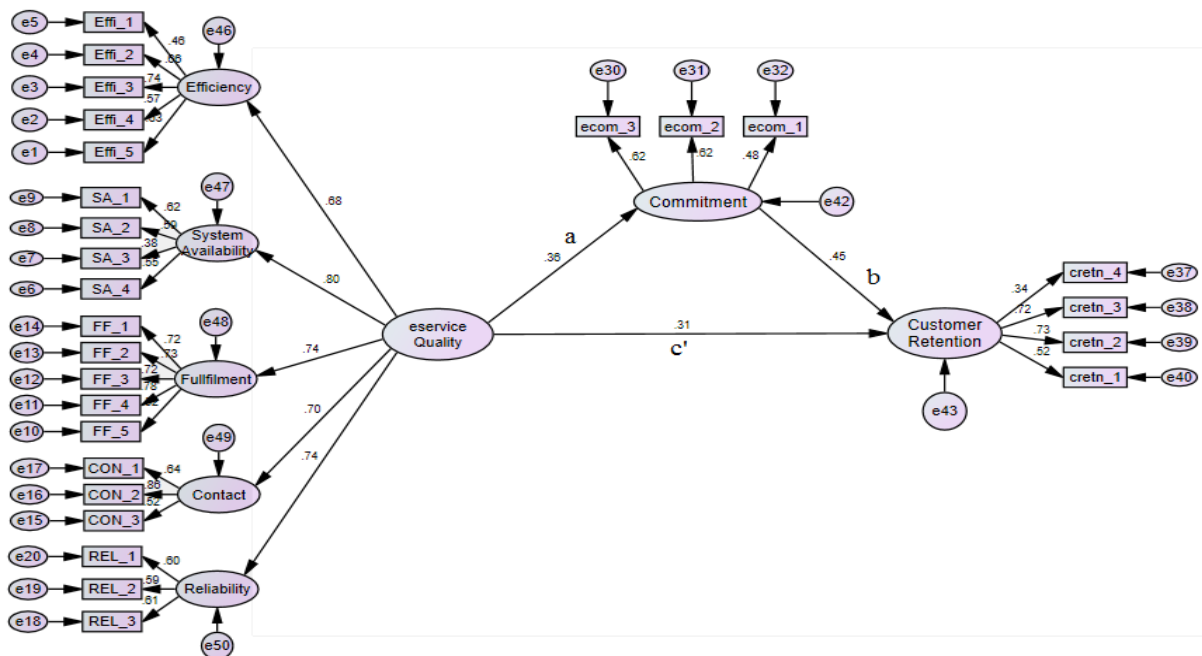 e5 Effi_1 .46 e46
e4 Effi_2 .66
e3 Effi_3 .74 Efficiency
e2 Effi_4 .57
e1 Effi_5
e9 SA_1 .62 e47
e8 SA_2 System
e7 SA_3 .38 Availability
e6 SA_4 .55
e14 FF_1 .72 e48
e13 FF_2 .73
e12 FF_3 .72 Fullfilment
e11 FF_4
e10 FF_5
e17 CON_1 .64 e49
e16 CON_2 .86 Contact
e15 CON_3 .52
e20 REL_1 .60
e19 REL_2 .59 Reliability
e18 REL_3 .61
e50
.68
.80
.74
.70
.74
eservice
Quality
a
.36
.31
c'
e30 e31 e32
ecom_3 ecom_2 ecom_1
.62 .62 .48
Commitment e42
.45 b
Customer
Retention
e43
.34 cretn_4 e37
.72 cretn_3 e38
.73 cretn_2 e39
.52 cretn_1 e40